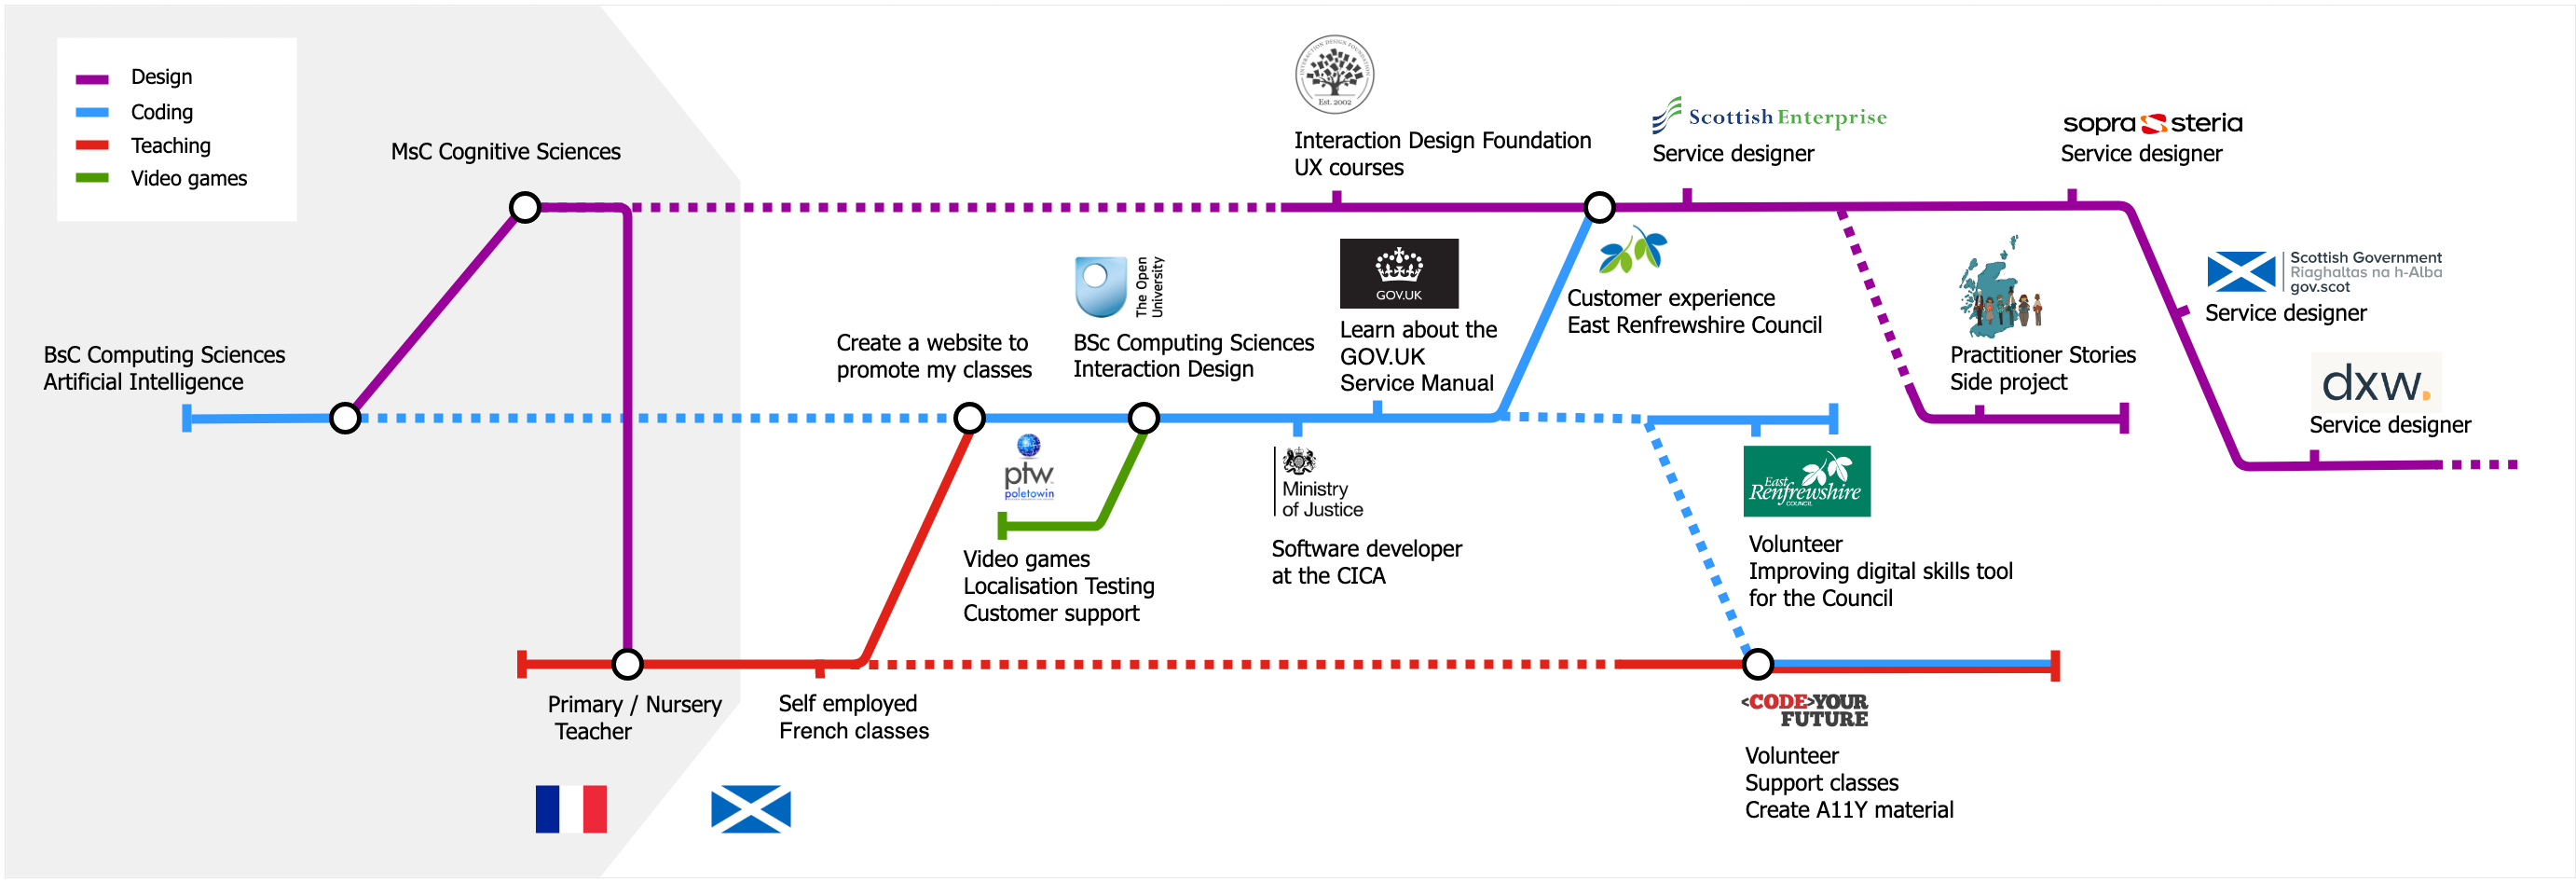 Design
Coding
Teaching
Video games
MsC Cognitive Sciences
BsC Computing Sciences
Artificial Intelligence
Primary / Nursery
Teacher
Self employed
French classes
Create a website to
promote my classes
ptw
poletowin
Video games
Localisation Testing
Customer support
The Open
University
BSc Computing Sciences
Interaction Design
Ministry
of Justice
Software developer
at the CICA
INTERACTION DESIGN FOUNDATION
Est. 2002
Interaction Design Foundation
UX courses
GOV.UK
Learn about the
GOV.UK
Service Manual
Customer experience
East Renfrewshire Council
Scottish Enterprise
Service designer
East
Renfrewshire
COUNCIL
Volunteer
Improving digital skills tool
for the Council
<CODE>YOUR
FUTURE
Volunteer
Support classes
Create A11Y material
Practitioner Stories
Side project
sopra steria
Service designer
Scottish Government
Riaghaltas na h-Alba
gov.scot
Service designer
dxw.
Service designer